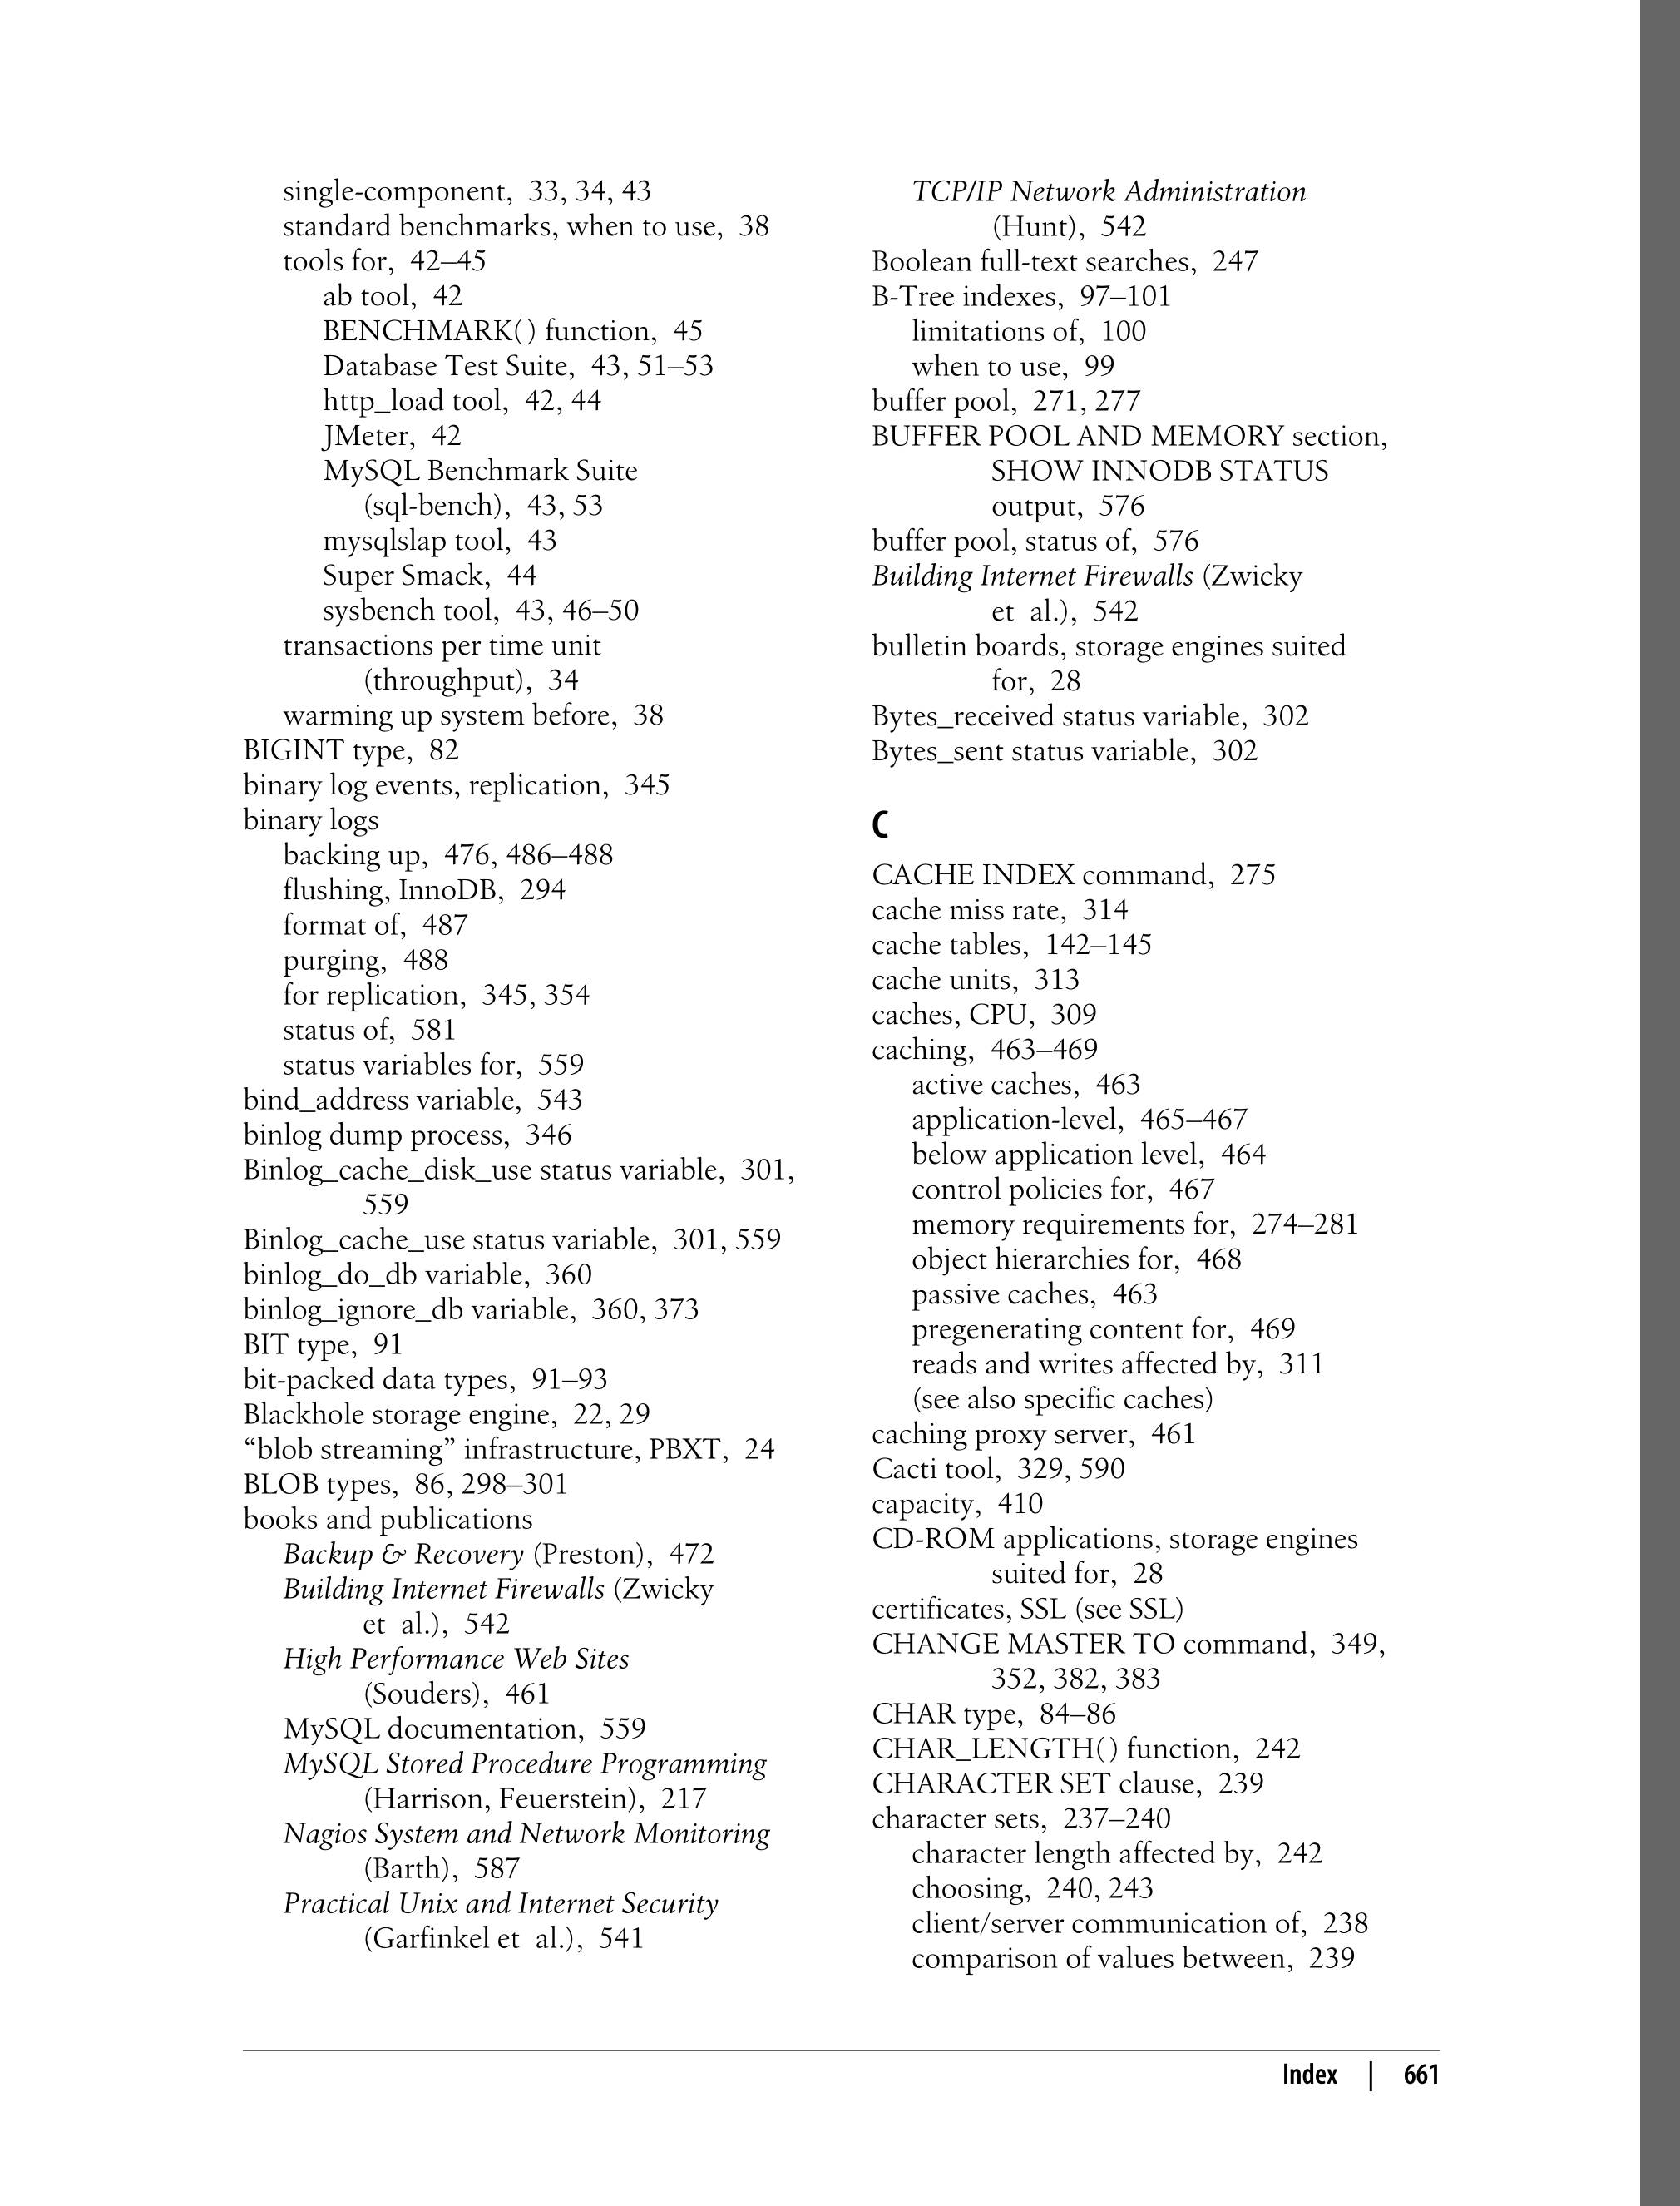 single-component, 33, 34, 43
standard benchmarks, when to use, 38
tools for, 42–45
ab tool, 42
BENCHMARK( ) function, 45
Database Test Suite, 43, 51–53
http_load tool, 42, 44
JMeter, 42
MySQL Benchmark Suite
(sql-bench), 43, 53
mysqlslap tool, 43
Super Smack, 44
sysbench tool, 43, 46–50
transactions per time unit
(throughput), 34
warming up system before, 38
BIGINT type, 82
binary log events, replication, 345
binary logs
backing up, 476, 486–488
flushing, InnoDB, 294
format of, 487
purging, 488
for replication, 345, 354
status of, 581
status variables for, 559
bind_address variable, 543
binlog dump process, 346
Binlog_cache_disk_use status variable, 301,
559
Binlog_cache_use status variable, 301, 559
binlog_do_db variable, 360
binlog_ignore_db variable, 360, 373
BIT type, 91
bit-packed data types, 91–93
Blackhole storage engine, 22, 29
“blob streaming” infrastructure, PBXT, 24
BLOB types, 86, 298–301
books and publications
Backup & Recovery (Preston), 472
Building Internet Firewalls (Zwicky
et al.), 542
High Performance Web Sites
(Souders), 461
MySQL documentation, 559
MySQL Stored Procedure Programming
(Harrison, Feuerstein), 217
Nagios System and Network Monitoring
(Barth), 587
Practical Unix and Internet Security
(Garfinkel et al.), 541
TCP/IP Network Administration
(Hunt), 542
Boolean full-text searches, 247
B-Tree indexes, 97–101
limitations of, 100
when to use, 99
buffer pool, 271, 277
BUFFER POOL AND MEMORY section,
SHOW INNODB STATUS
output, 576
buffer pool, status of, 576
Building Internet Firewalls (Zwicky
et al.), 542
bulletin boards, storage engines suited
for, 28
Bytes_received status variable, 302
Bytes_sent status variable, 302
C
CACHE INDEX command, 275
cache miss rate, 314
cache tables, 142–145
cache units, 313
caches, CPU, 309
caching, 463–469
active caches, 463
application-level, 465–467
below application level, 464
control policies for, 467
memory requirements for, 274–281
object hierarchies for, 468
passive caches, 463
pregenerating content for, 469
reads and writes affected by, 311
(see also specific caches)
caching proxy server, 461
Cacti tool, 329, 590
capacity, 410
CD-ROM applications, storage engines
suited for, 28
certificates, SSL (see SSL)
CHANGE MASTER TO command, 349,
352, 382, 383
CHAR type, 84–86
CHAR_LENGTH( ) function, 242
CHARACTER SET clause, 239
character sets, 237–240
character length affected by, 242
choosing, 240, 243
client/server communication of, 238
comparison of values between, 239
Index | 661